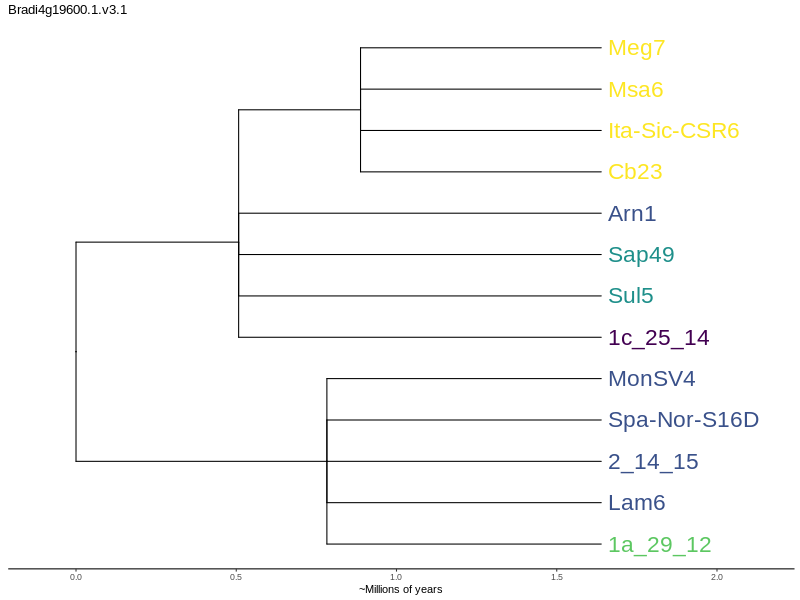 Bradi4g19600.1.v3.1
Meg7
Msa6
Ita-Sic-CSR6
Cb23
Arn1
Sap49
Sul5
1c_25_14
MonSV4
Spa-Nor-S16D
2_14_15
Lam6
1a_29_12
0.0 0.5 1.0 1.5 2.0
~Millions of years